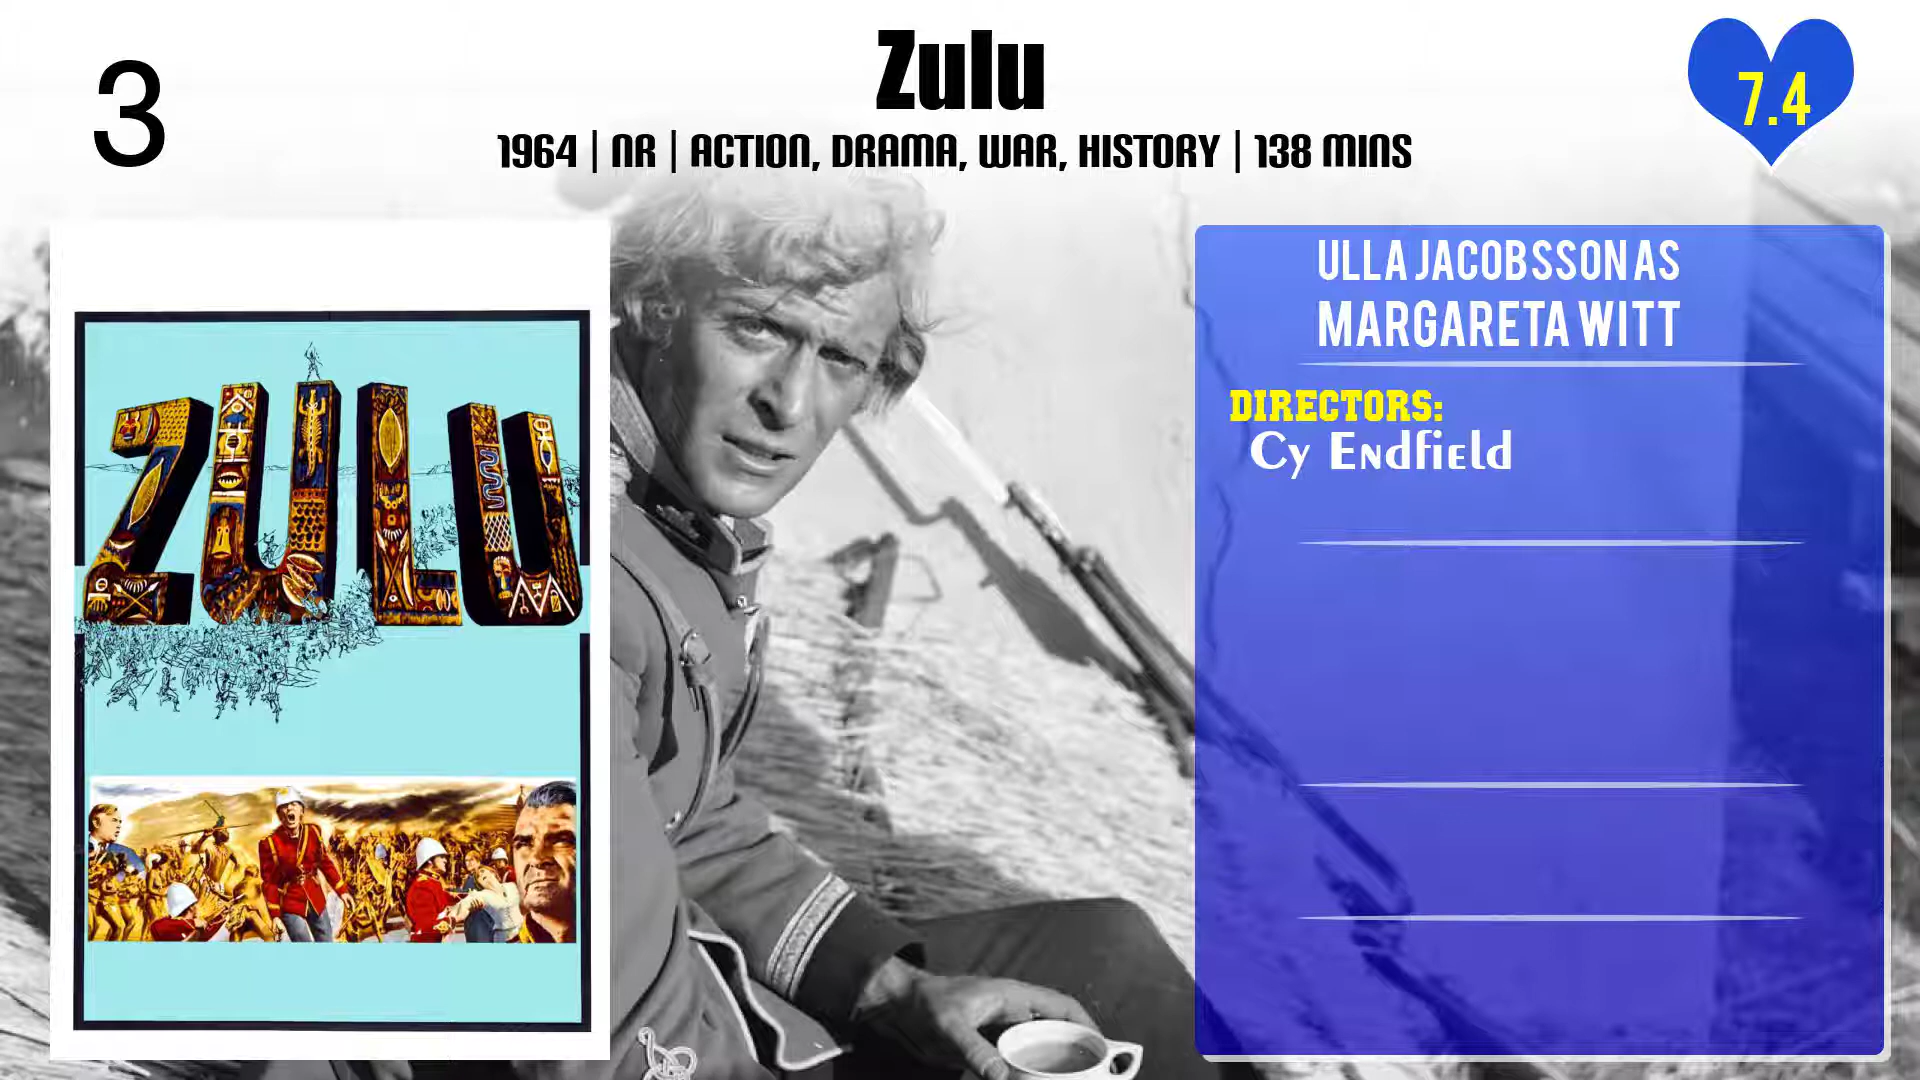 3
Zulu
1964 | NR | ACTION, DRAMA, WAR, HISTORY | 138 MINS
7.4
ZULU
ULLA JACOBSSON AS
MARGARETA WITT
DIRECTORS:
Cy Endfield